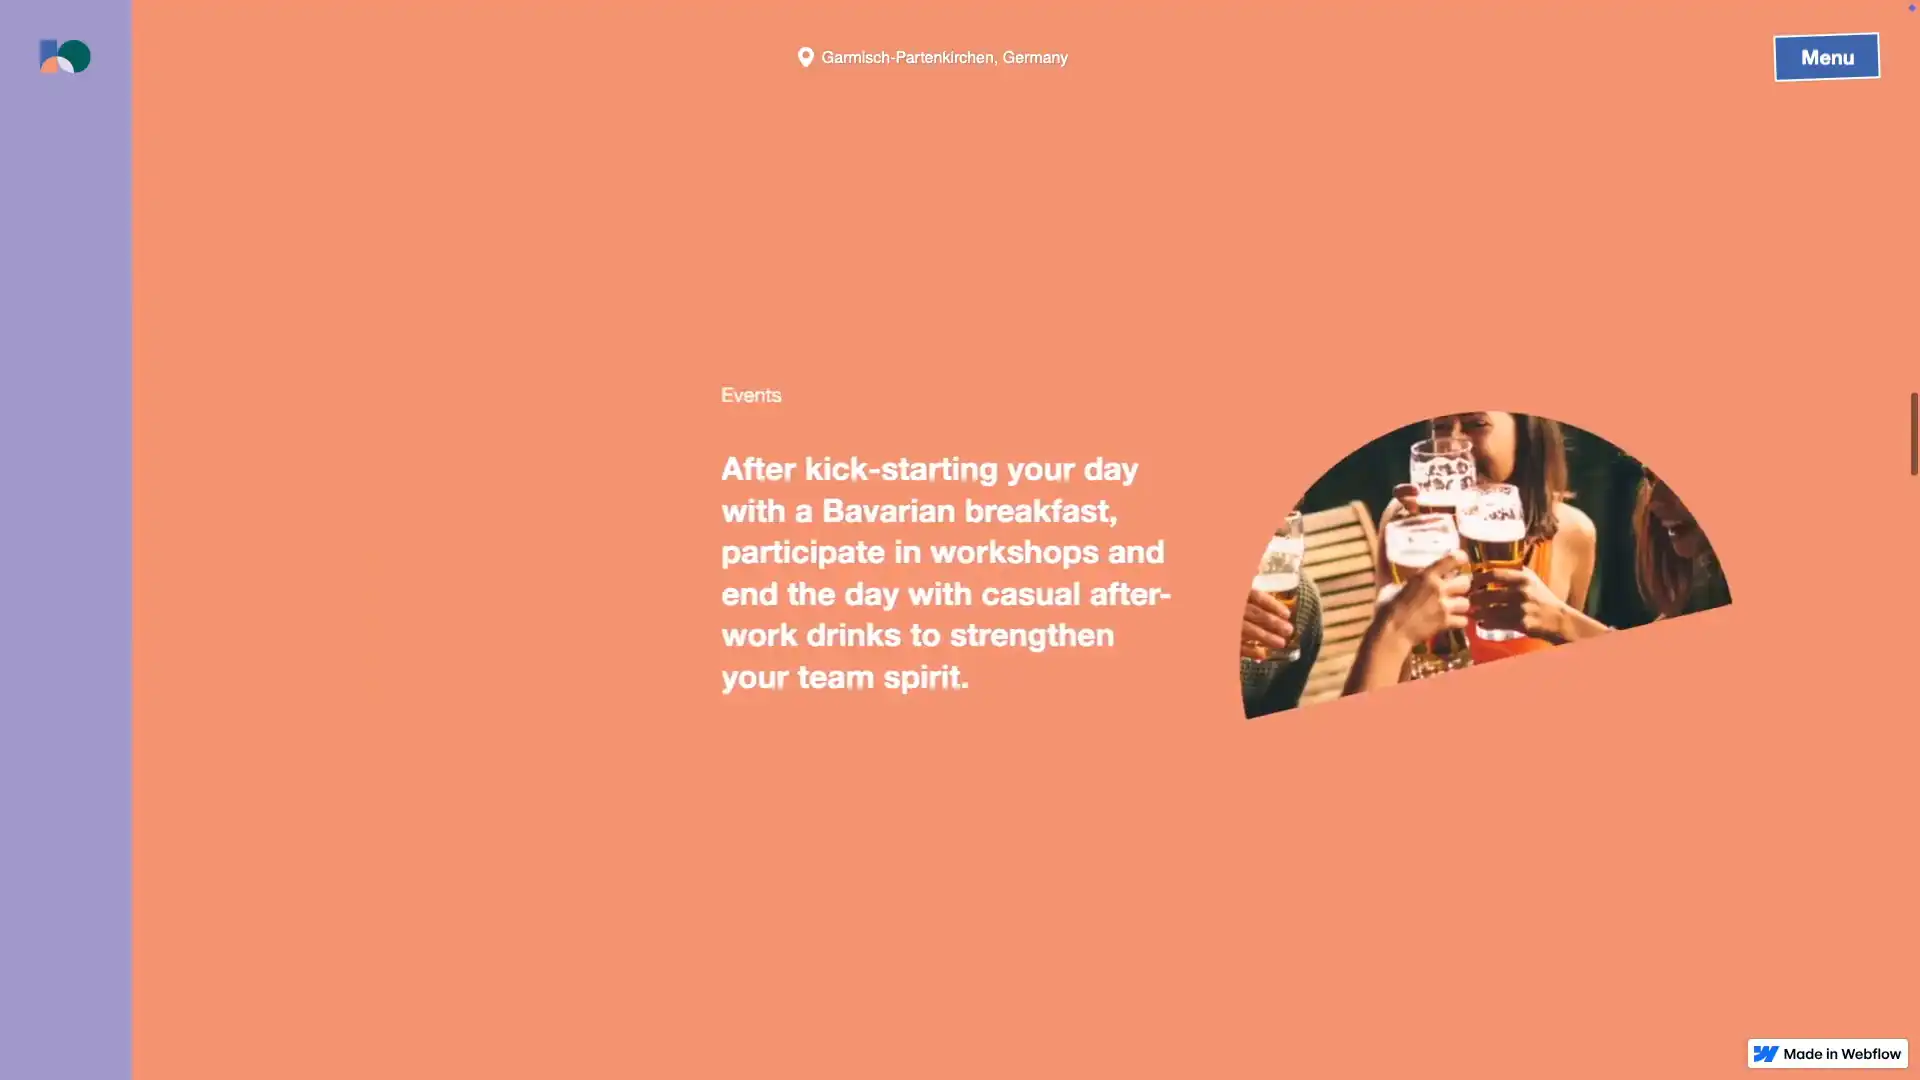 Garmisch-Partenkirchen, Germany
Menu
Events
After kick-starting your day
with a Bavarian breakfast,
participate in workshops and
end the day with casual after-
work drinks to strengthen
your team spirit.
Made in Webflow